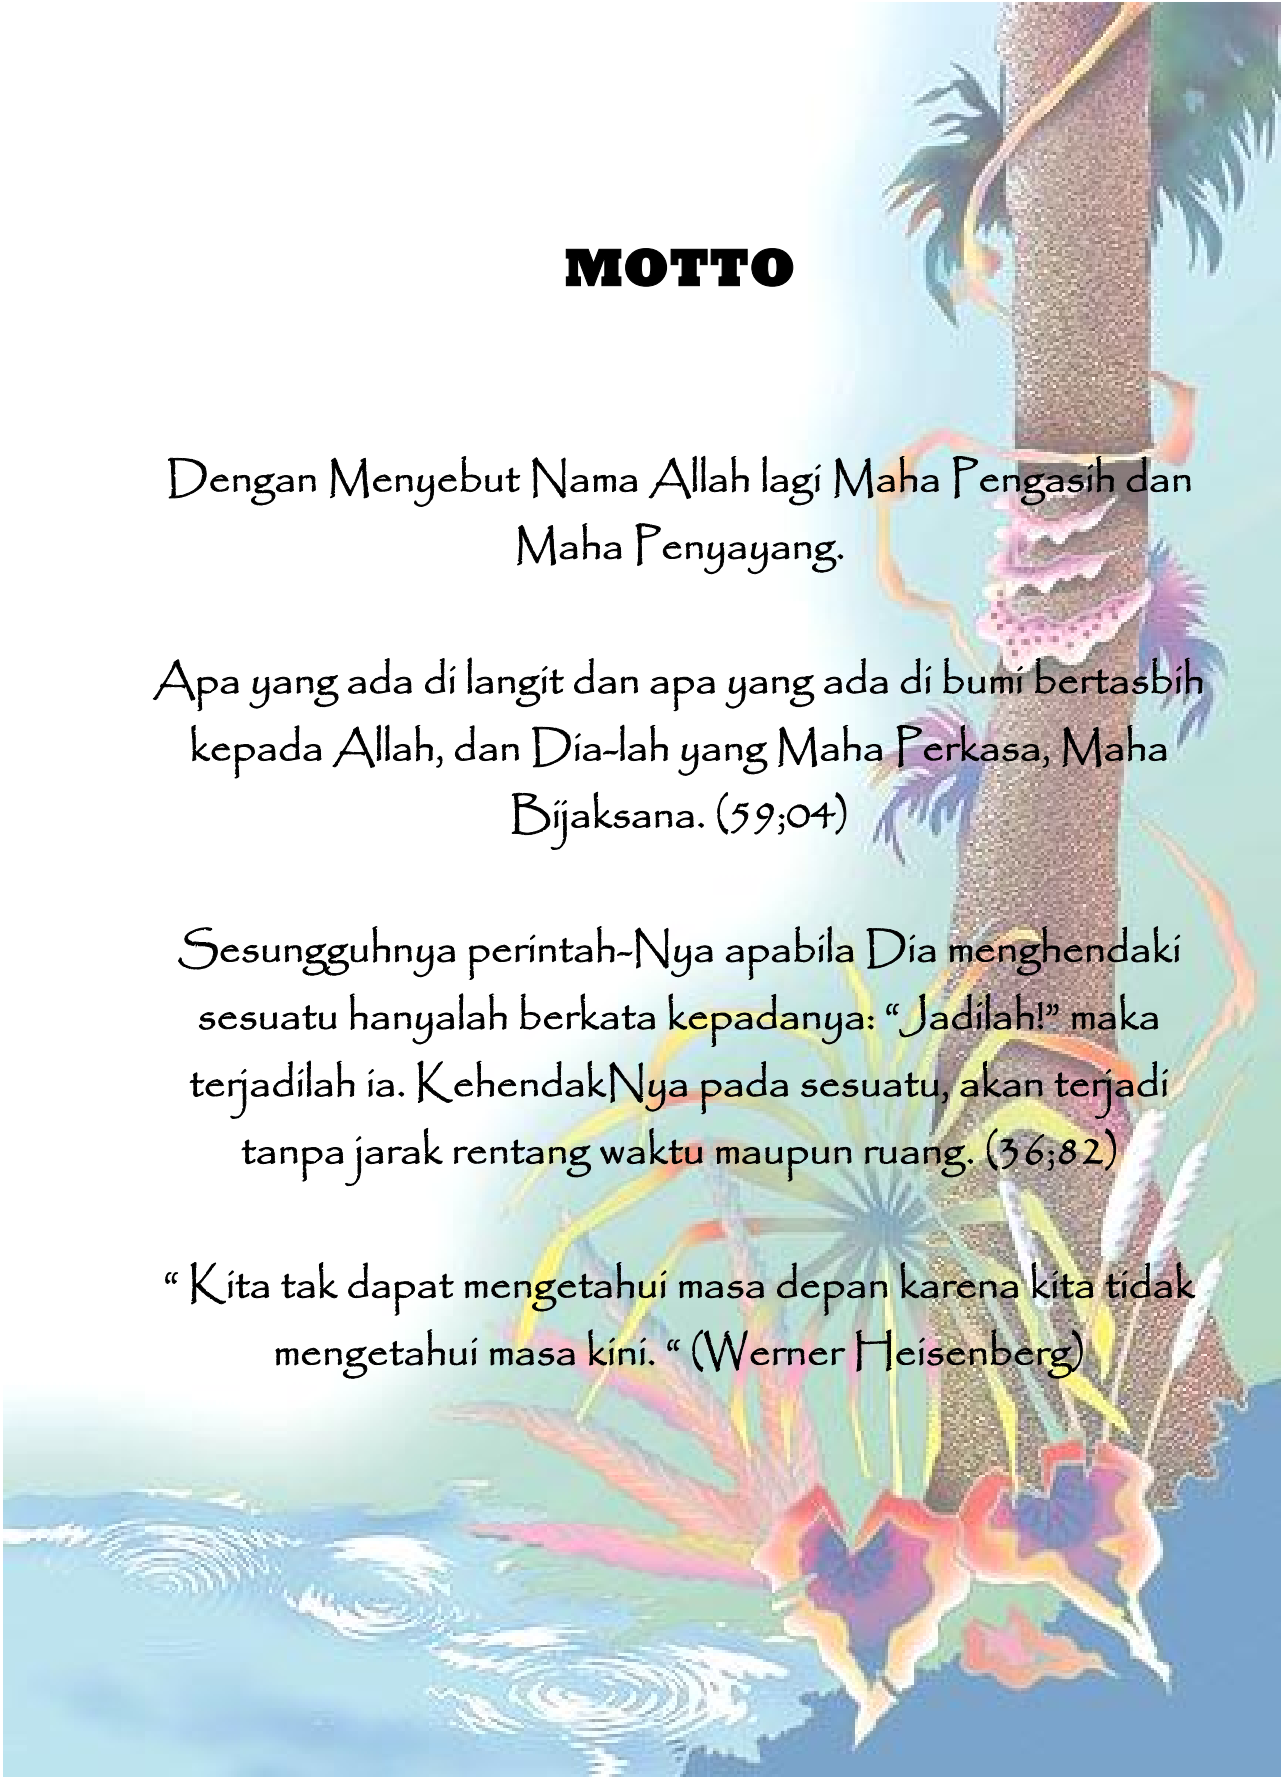 MOTTO
Dengan Menyebut Nama Allah lagi Maha Pengasih dan
Maha Penyayang.
Apa yang ada di langit dan apa yang ada di bumi bertasbih
kepada Allah, dan Dia-lah yang Maha Perkasa, Maha
Bijaksana. (59;04)
Sesungguhnya perintah-Nya apabila Dia menghendaki
sesuatu hanyalah berkata kepadanya: “Jadilah!” maka
terjadilah ia. KehendakNya pada sesuatu, akan terjadi
tanpa jarak rentang waktu maupun ruang. (36;82)
“ Kita tak dapat mengetahui masa depan karena kita tidak
mengetahui masa kini. “ (Werner Heisenberg)